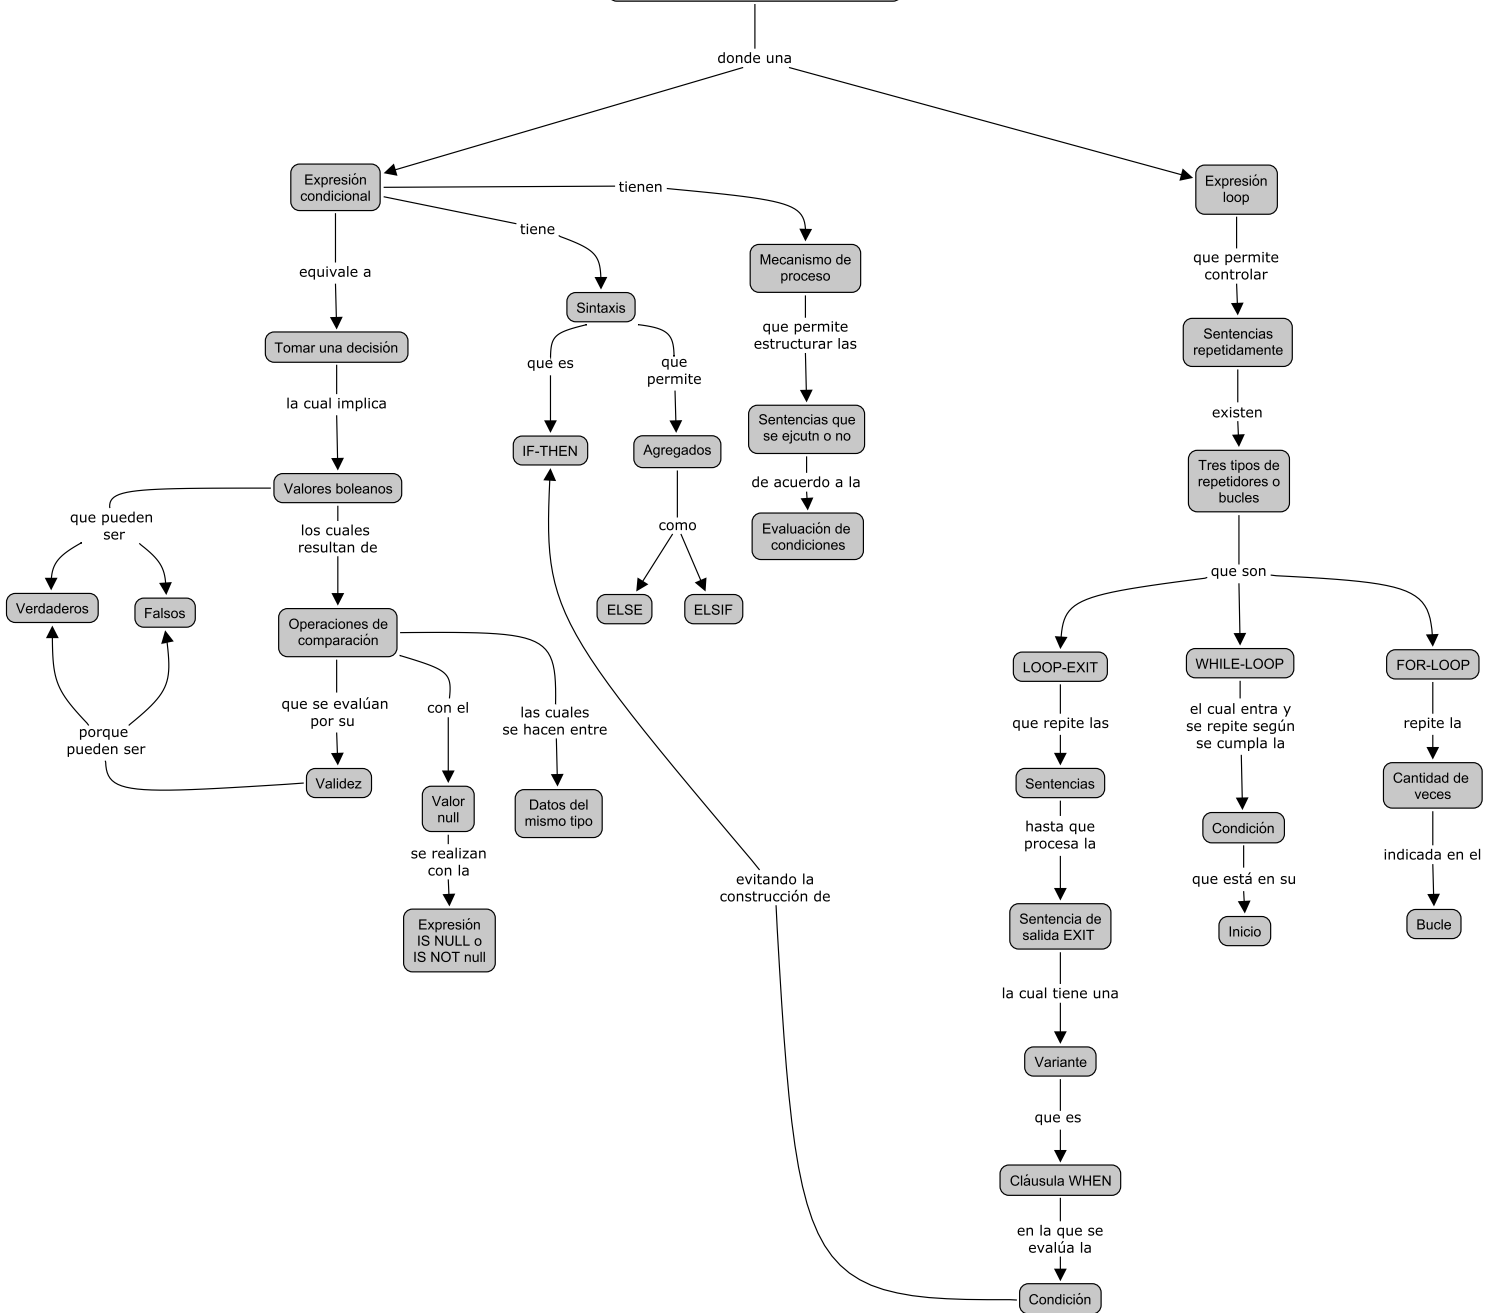 donde una
Expresión
condicional
tienen
Expresión
loop
tiene
Mecanismo de
proceso
que permite
controlar
equivale a
Sintaxis
Tomar una decisión
que permite
estructurar las
Sentencias
repetidamente
que es
que
permite
la cual implica
existen
Sentencias que
se ejcutn o no
IF-THEN
Agregados
Tres tipos de
repetidores o
bucles
Valores boleanos
de acuerdo a la
que pueden
ser
los cuales
resultan de
como
Evaluación de
condiciones
que son
Verdaderos
Falsos
ELSE
ELSIF
Operaciones de
comparación
LOOP-EXIT
WHILE-LOOP
FOR-LOOP
que se evalúan
por su
con el
las cuales
se hacen entre
que repite las
el cual entra y
se repite según
se cumpla la
repite la
porque
pueden ser
Validez
Valor
null
Datos del
mismo tipo
Sentencias
Cantidad de
veces
hasta que
procesa la
Condición
se realizan
con la
indicada en el
evitando la
construcción de
que está en su
Expresión
IS NULL o
IS NOT null
Sentencia de
salida EXIT
Inicio
Bucle
la cual tiene una
Variante
que es
Cláusula WHEN
en la que se
evalúa la
Condición